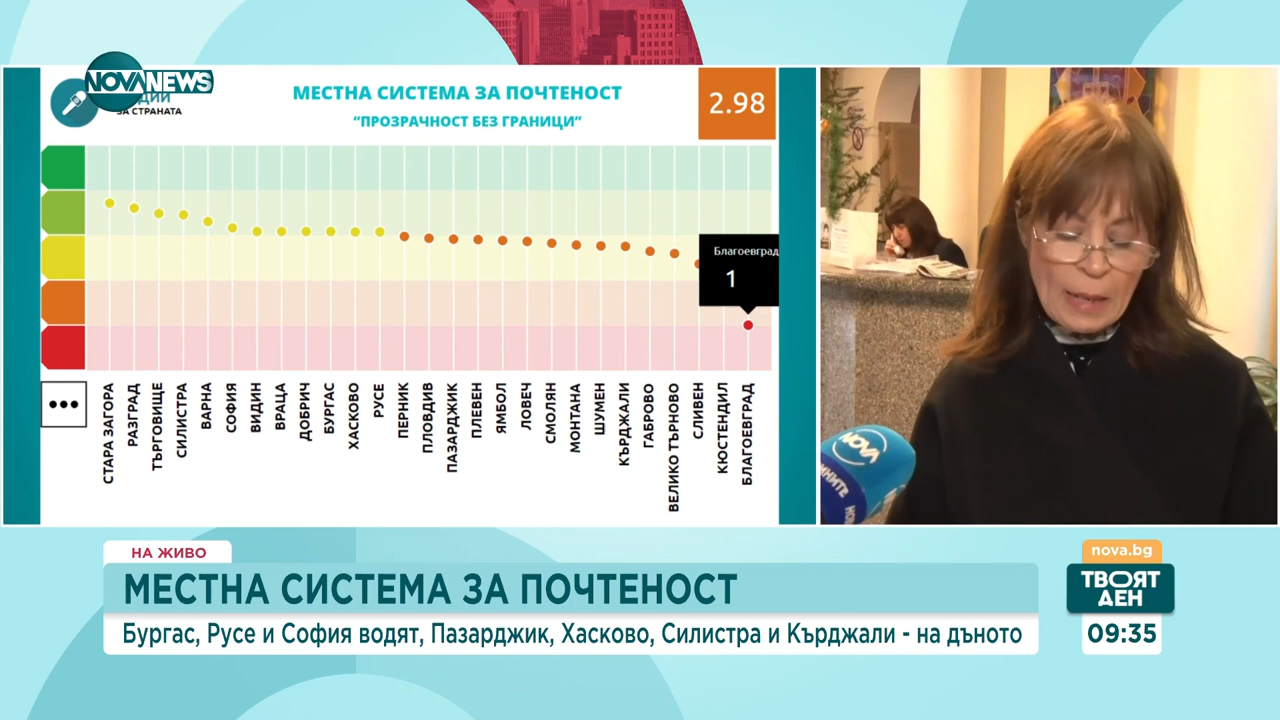 NOVANEWS
ЗА СТРАНАТА
МЕСТНА СИСТЕМА ЗА ПОЧТЕНОСТ
“ПРОЗРАЧНОСТ БЕЗ ГРАНИЦИ”
2.98
Благоевград
1
СТАРА ЗАГОРА
РАЗГРАД
ТЪРГОВИЩЕ
СИЛИСТРА
ВАРНА
СОФИЯ
ВИДИН
ВРАЦА
ДОБРИЧ
БУРГАС
ХАСКОВО
РУСЕ
ПЕРНИК
ПЛОВДИВ
ПАЗАРДЖИК
ПЛЕВЕН
ЯМБОЛ
ЛОВЕЧ
СМОЛЯН
МОНТАНА
ШУМЕН
КЪРДЖАЛИ
ГАБРОВО
ВЕЛИКО ТЪРНОВО
СЛИВЕН
КЮСТЕНДИЛ
БЛАГОЕВГРАД
NOVA
НА ЖИВО
МЕСТНА СИСТЕМА ЗА ПОЧТЕНОСТ
Бургас, Русе и София водят, Пазарджик, Хасково, Силистра и Кърджали - на дъното
nova.bg
ТВОЯТ
ДЕН
09:35